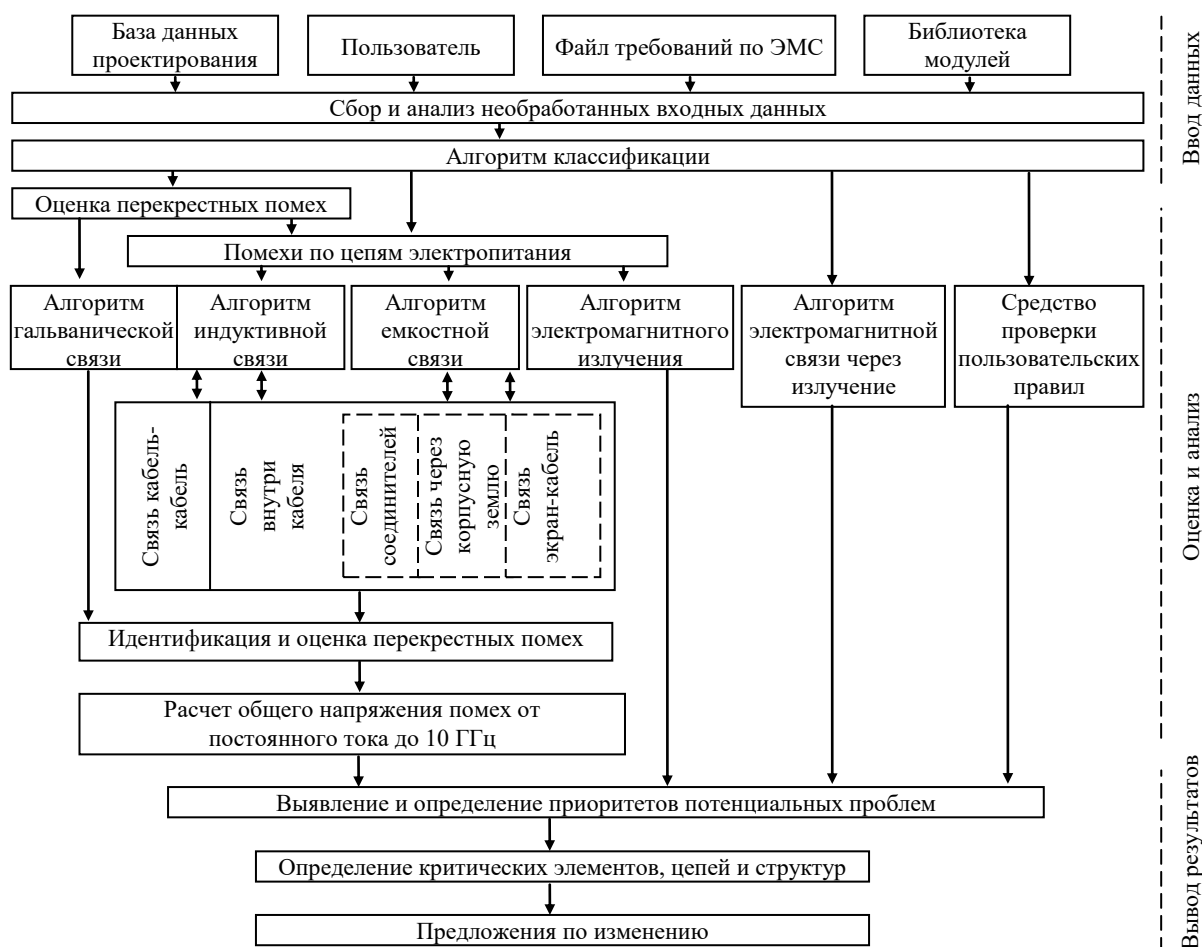 База данных
проектирования
Пользователь
Файл требований по ЭМС
Библиотека
модулей
Сбор и анализ необработанных входных данных
Алгоритм классификации
Ввод данных
Оценка перекрестных помех
Помехи по цепям электропитания
Алгоритм
гальванической
связи
Алгоритм
индуктивной
связи
Алгоритм
емкостной
связи
Алгоритм
электромагнитного
излучения
Алгоритм
электромагнитной
связи через
излучение
Средство
проверки
пользовательских
правил
Связь кабель-
кабель
Связь
внутри
кабеля
Связь
соединителей
Связь через
корпусную
землю
Связь
экран-кабель
Идентификация и оценка перекрестных помех
Расчет общего напряжения помех от
постоянного тока до 10 ГГц
Оценка и анализ
Выявление и определение приоритетов потенциальных проблем
Определение критических элементов, цепей и структур
Предложения по изменению
Вывод результатов